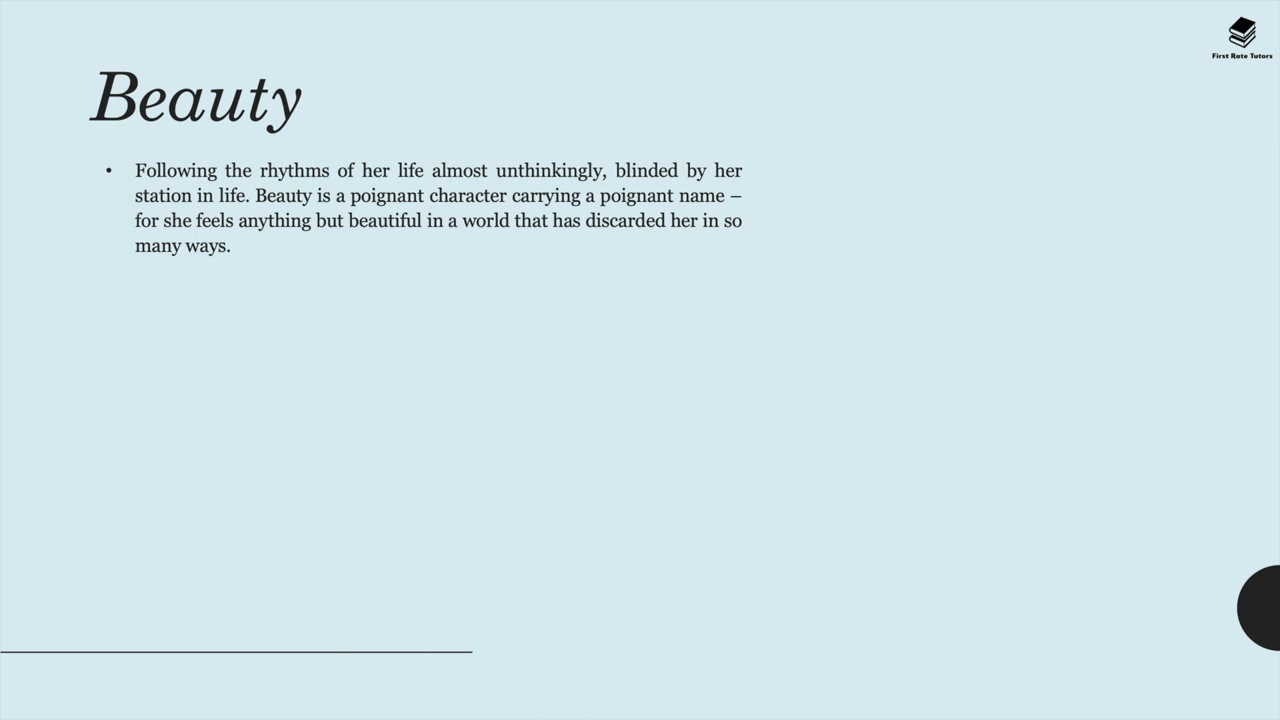 First Rate Tutors
Beauty
• Following the rhythms of her life almost unthinkingly, blinded by her
station in life. Beauty is a poignant character carrying a poignant name –
for she feels anything but beautiful in a world that has discarded her in so
many ways.